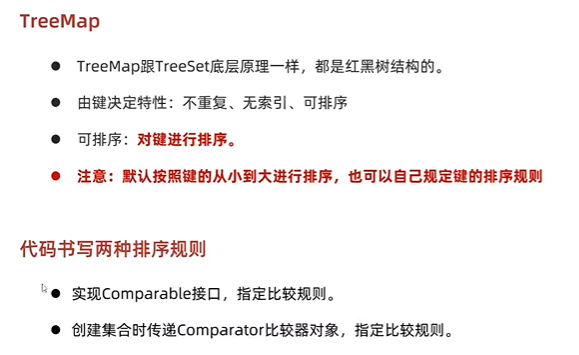 TreeMap
● TreeMap跟TreeSet底层原理一样，都是红黑树结构的。
● 由键决定特性：不重复、无索引、可排序
● 可排序：对键进行排序。
● 注意：默认按照键的从小到大进行排序，也可以自己规定键的排序规则
代码书写两种排序规则
● 实现Comparable接口，指定比较规则。
● 创建集合时传递Comparator比较器对象，指定比较规则。